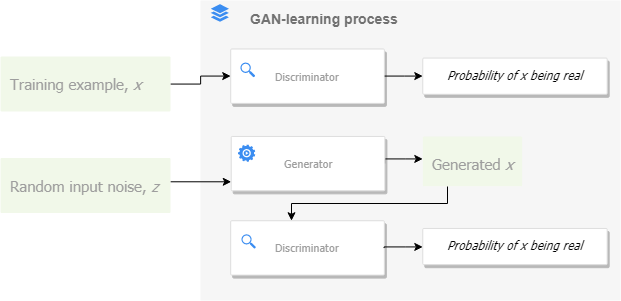 GAN-learning process
Training example, x
Discriminator
Probability of x being real
Generator
Generated x
Random input noise, z
Discriminator
Probability of x being real